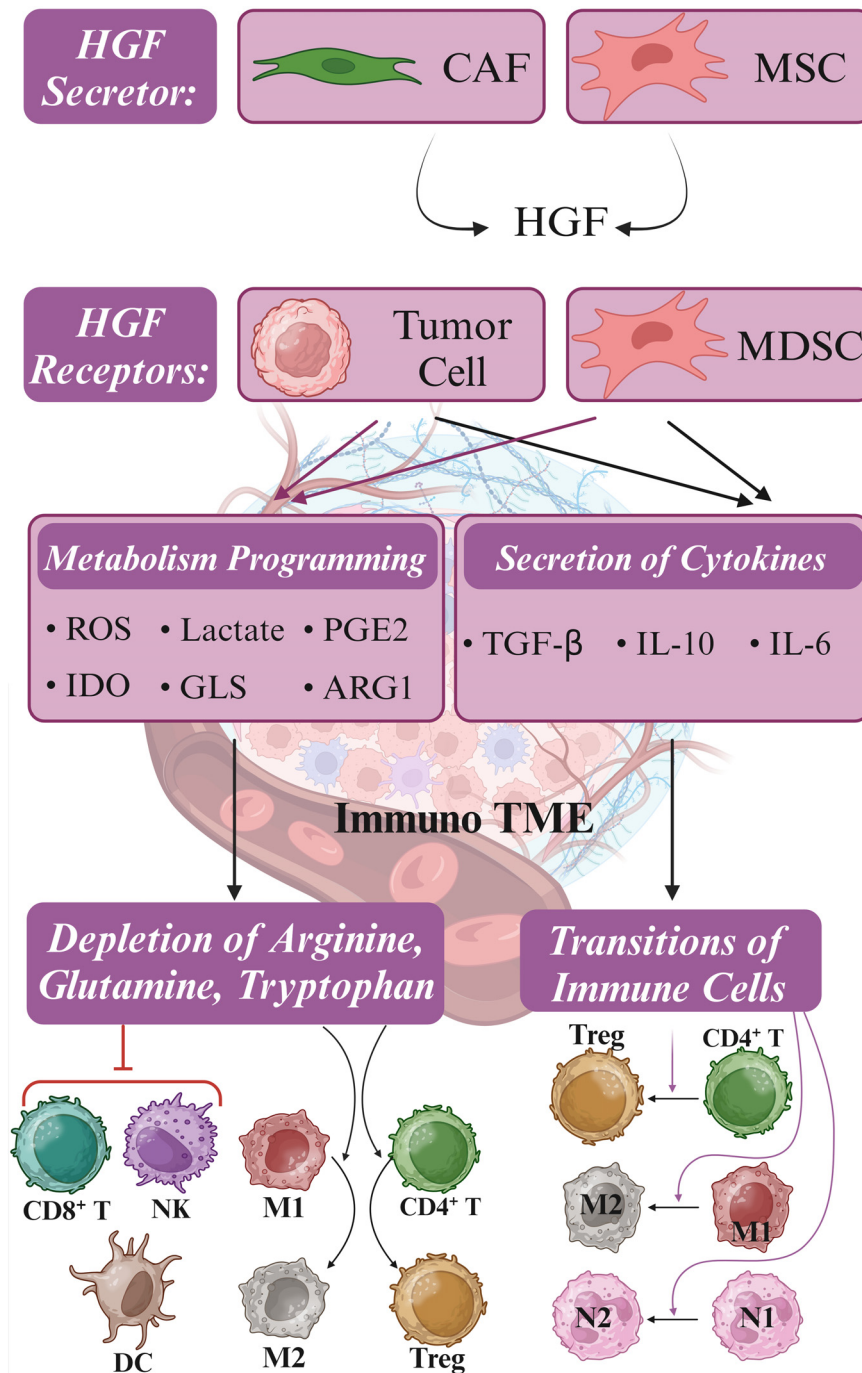 HGF
Secretor:
CAF
MSC
HGF
HGF
Receptors:
Tumor
Cell
MDSC
Metabolism Programming
• ROS • Lactate • PGE2
• IDO • GLS • ARG1
Secretion of Cytokines
• TGF-β • IL-10 • IL-6
Immuno TME
Depletion of Arginine,
Glutamine, Tryptophan
Transitions of
Immune Cells
CD8⁺ T
NK
M1
CD4⁺ T
DC
M2
Treg
Treg
CD4⁺ T
M2
M1
N2
N1